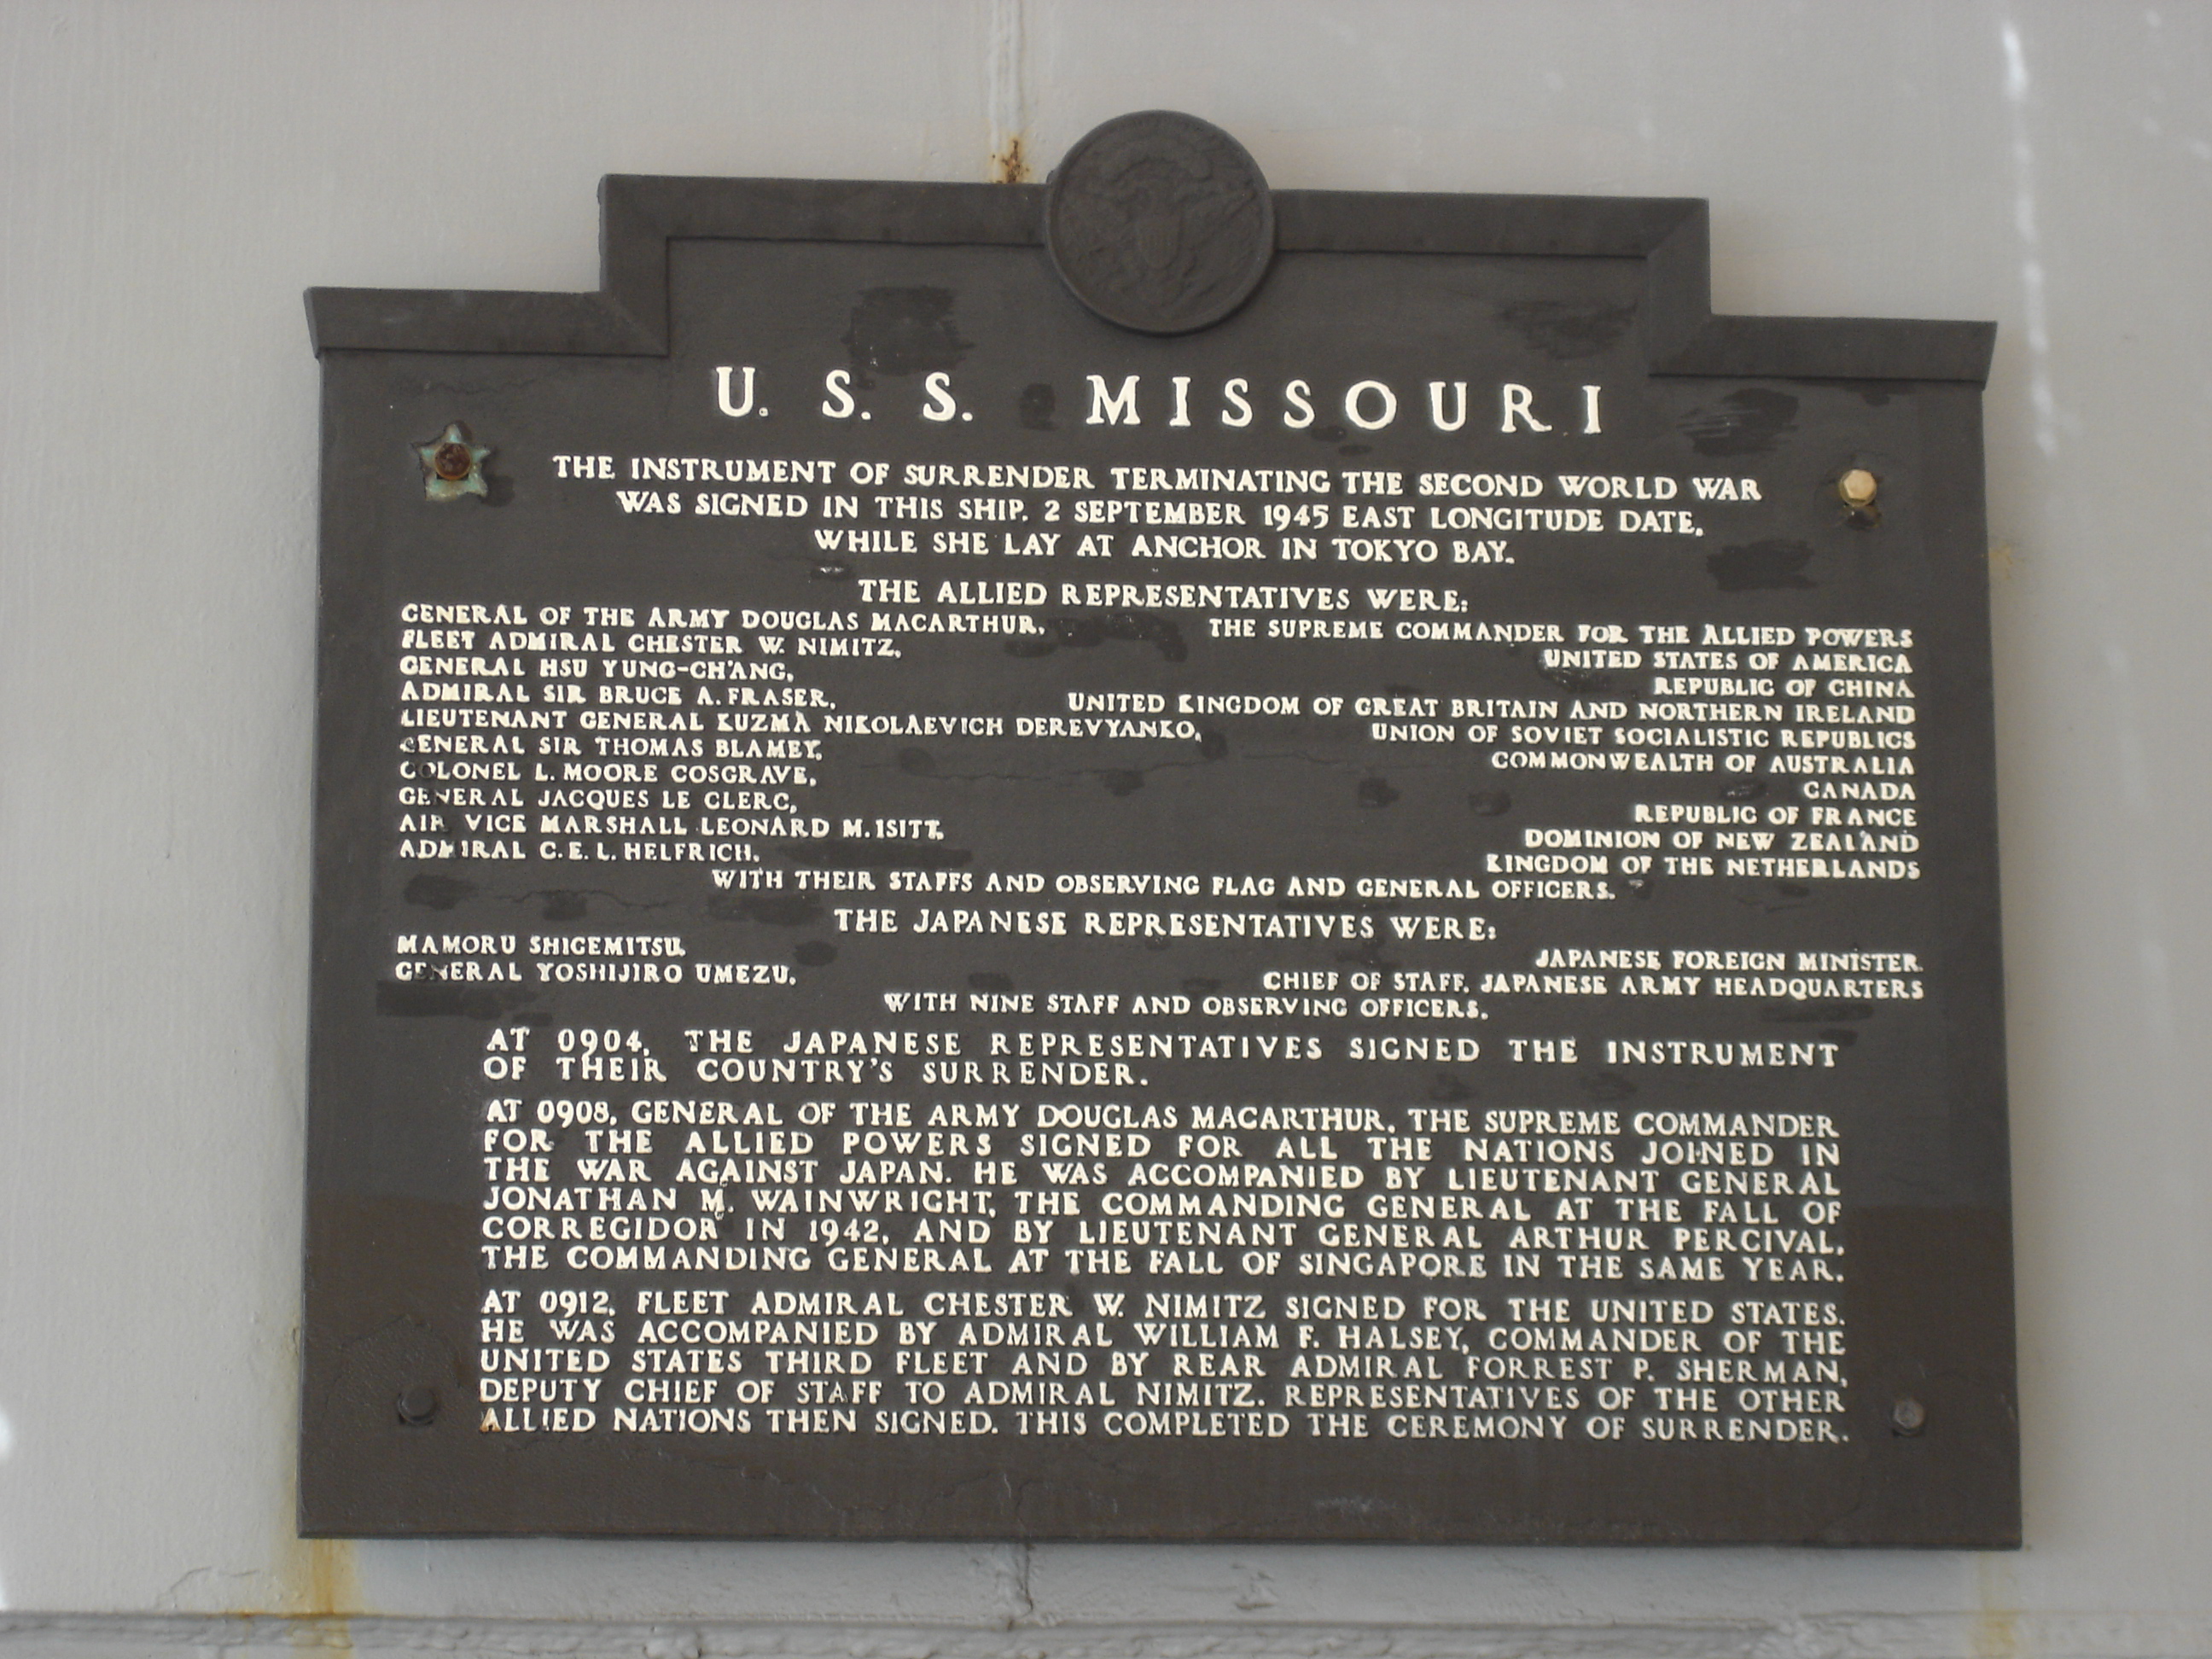 U. S. S. MISSOURI
THE INSTRUMENT OF SURRENDER TERMINATING THE SECOND WORLD WAR
WAS SIGNED IN THIS SHIP. 2 SEPTEMBER 1945 EAST LONGITUDE DATE,
WHILE SHE LAY AT ANCHOR IN TOKYO BAY.
THE ALLIED REPRESENTATIVES WERE:
GENERAL OF THE ARMY DOUGLAS MACARTHUR, THE SUPREME COMMANDER FOR THE ALLIED POWERS
FLEET ADMIRAL CHESTER W. NIMITZ, UNITED STATES OF AMERICA
GENERAL HSU YUNG-CH'ANG, REPUBLIC OF CHINA
ADMIRAL SIR BRUCE A. FRASER, UNITED KINGDOM OF GREAT BRITAIN AND NORTHERN IRELAND
LIEUTENANT GENERAL KUZMA NIKOLAEVICH DEREVYANKO, UNION OF SOVIET SOCIALISTIC REPUBLICS
GENERAL SIR THOMAS BLAMEY, COMMONWEALTH OF AUSTRALIA
COLONEL L. MOORE COSGRAVE, CANADA
GENERAL JACQUES LE CLERC, REPUBLIC OF FRANCE
AIR VICE MARSHALL LEONARD M. ISITT, DOMINION OF NEW ZEALAND
ADMIRAL C. E. L. HELFRICH, KINGDOM OF THE NETHERLANDS
WITH THEIR STAFFS AND OBSERVING FLAG AND GENERAL OFFICERS.
THE JAPANESE REPRESENTATIVES WERE:
MAMORU SHIGEMITSU, JAPANESE FOREIGN MINISTER
GENERAL YOSHIJIRO UMEZU, CHIEF OF STAFF, JAPANESE ARMY HEADQUARTERS
WITH NINE STAFF AND OBSERVING OFFICERS.
AT 0904, THE JAPANESE REPRESENTATIVES SIGNED THE INSTRUMENT
OF THEIR COUNTRY'S SURRENDER.
AT 0908, GENERAL OF THE ARMY DOUGLAS MACARTHUR, THE SUPREME COMMANDER
FOR THE ALLIED POWERS SIGNED FOR ALL THE NATIONS JOINED IN
THE WAR AGAINST JAPAN. HE WAS ACCOMPANIED BY LIEUTENANT GENERAL
JONATHAN M. WAINWRIGHT, THE COMMANDING GENERAL AT THE FALL OF
CORREGIDOR IN 1942, AND BY LIEUTENANT GENERAL ARTHUR PERCIVAL,
THE COMMANDING GENERAL AT THE FALL OF SINGAPORE IN THE SAME YEAR.
AT 0912, FLEET ADMIRAL CHESTER W. NIMITZ SIGNED FOR THE UNITED STATES.
HE WAS ACCOMPANIED BY ADMIRAL WILLIAM F. HALSEY, COMMANDER OF THE
UNITED STATES THIRD FLEET AND BY REAR ADMIRAL FORREST P. SHERMAN,
DEPUTY CHIEF OF STAFF TO ADMIRAL NIMITZ. REPRESENTATIVES OF THE OTHER
ALLIED NATIONS THEN SIGNED. THIS COMPLETED THE CEREMONY OF SURRENDER.